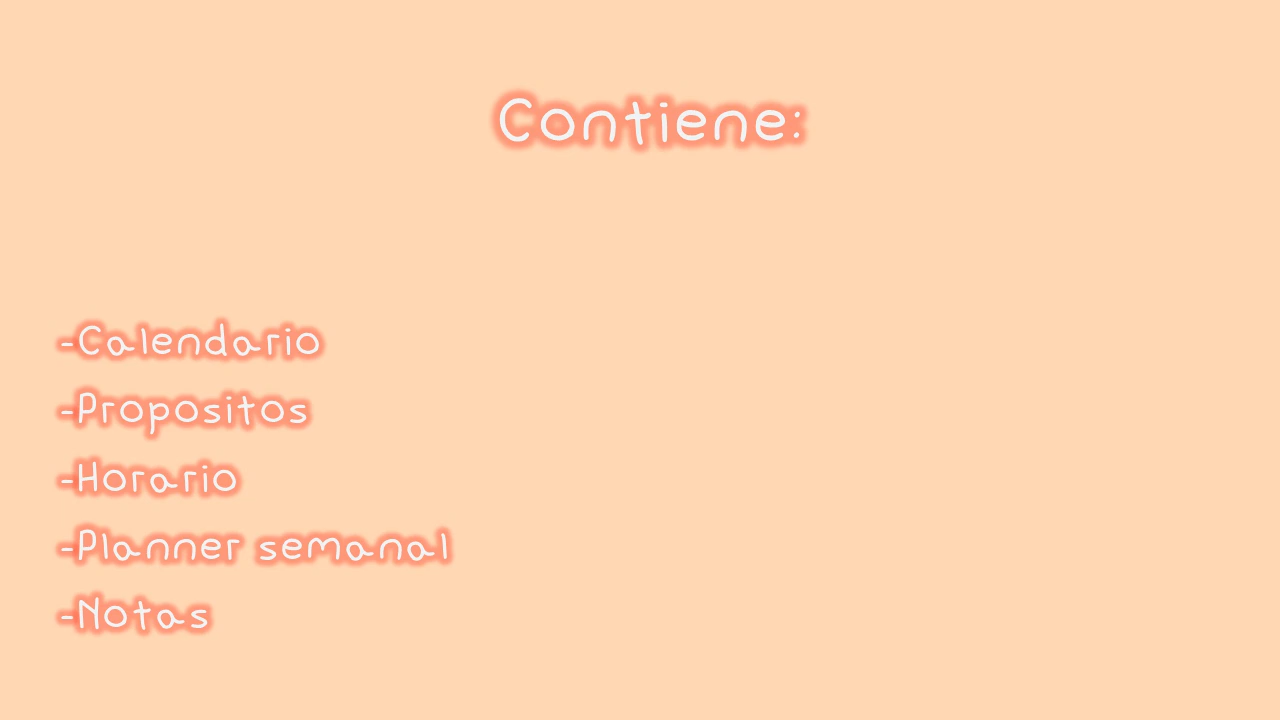 Contiene:
-Calendario
-Propositos
-Horario
-Planner semanal
-Notas